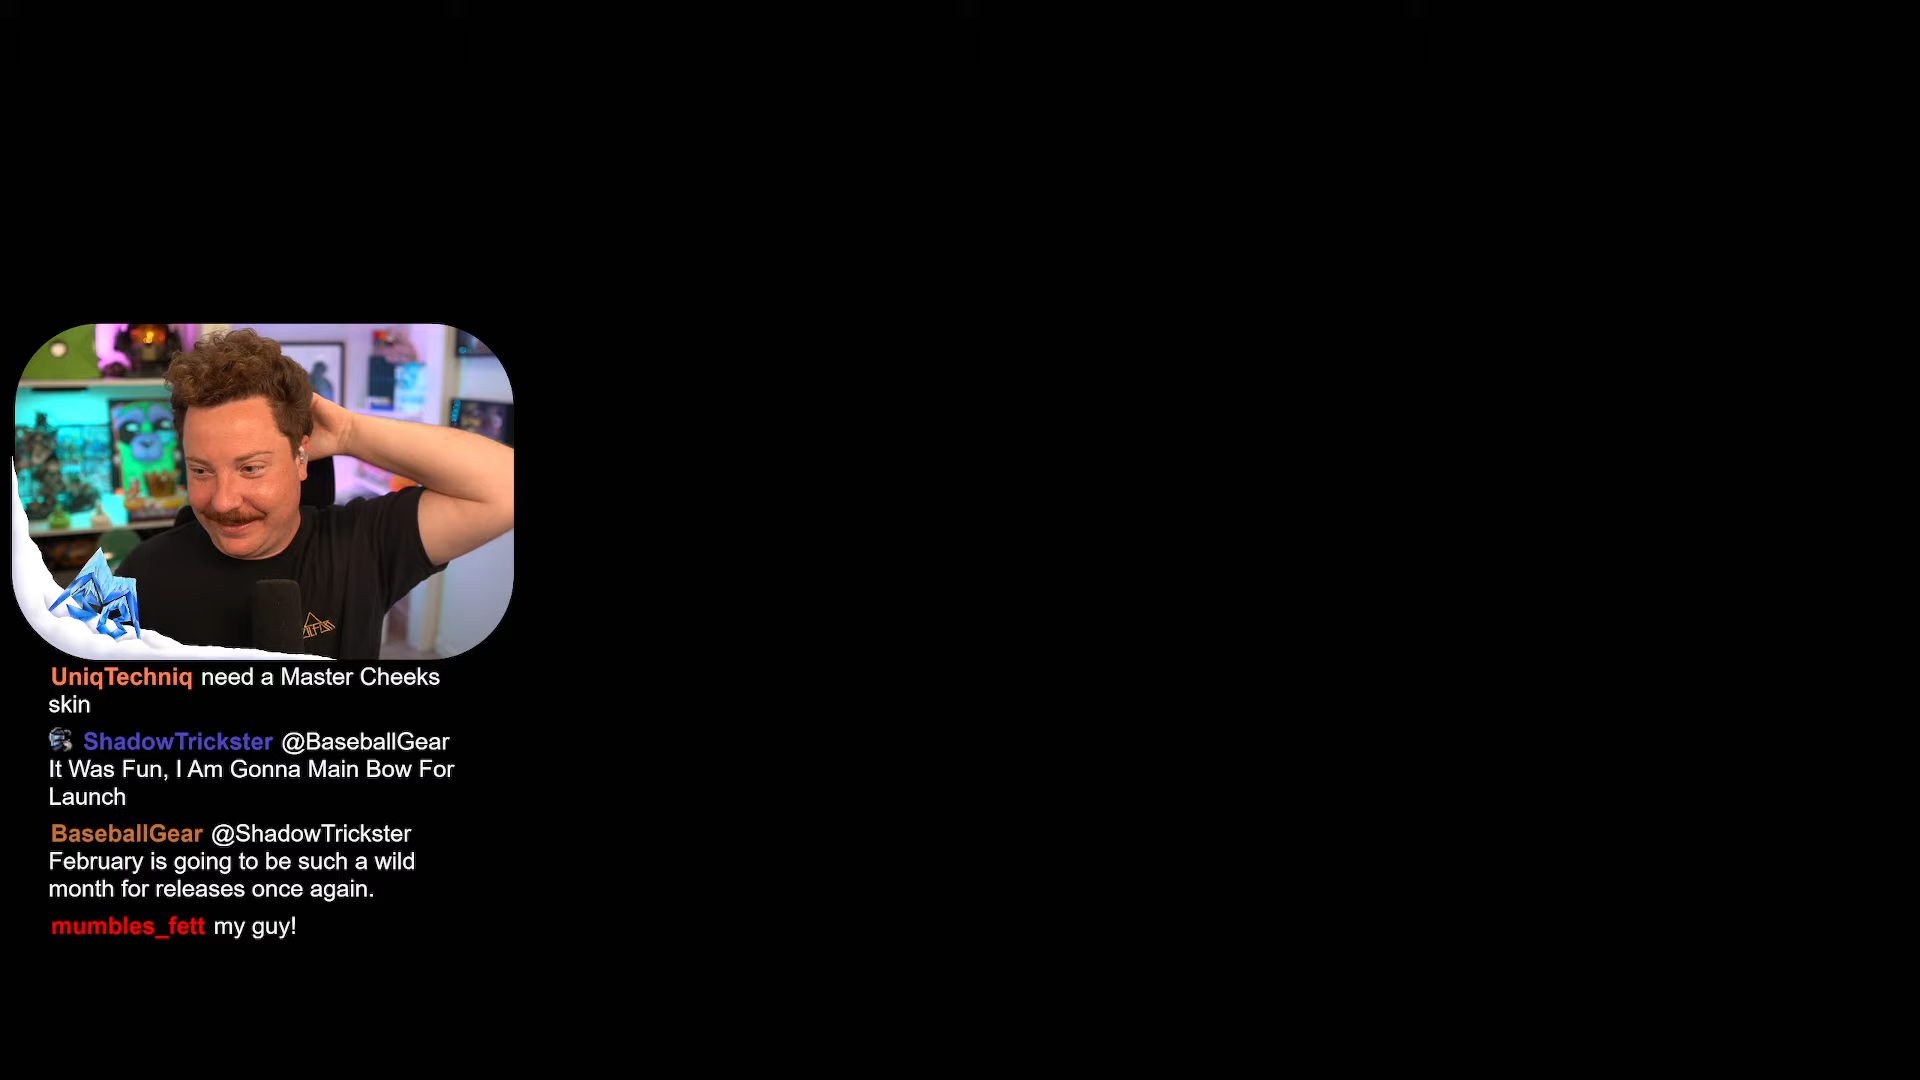 UniqTechniq need a Master Cheeks
skin
ShadowTrickster @BaseballGear
It Was Fun, I Am Gonna Main Bow For
Launch
BaseballGear @ShadowTrickster
February is going to be such a wild
month for releases once again.
mumbles_fett my guy!